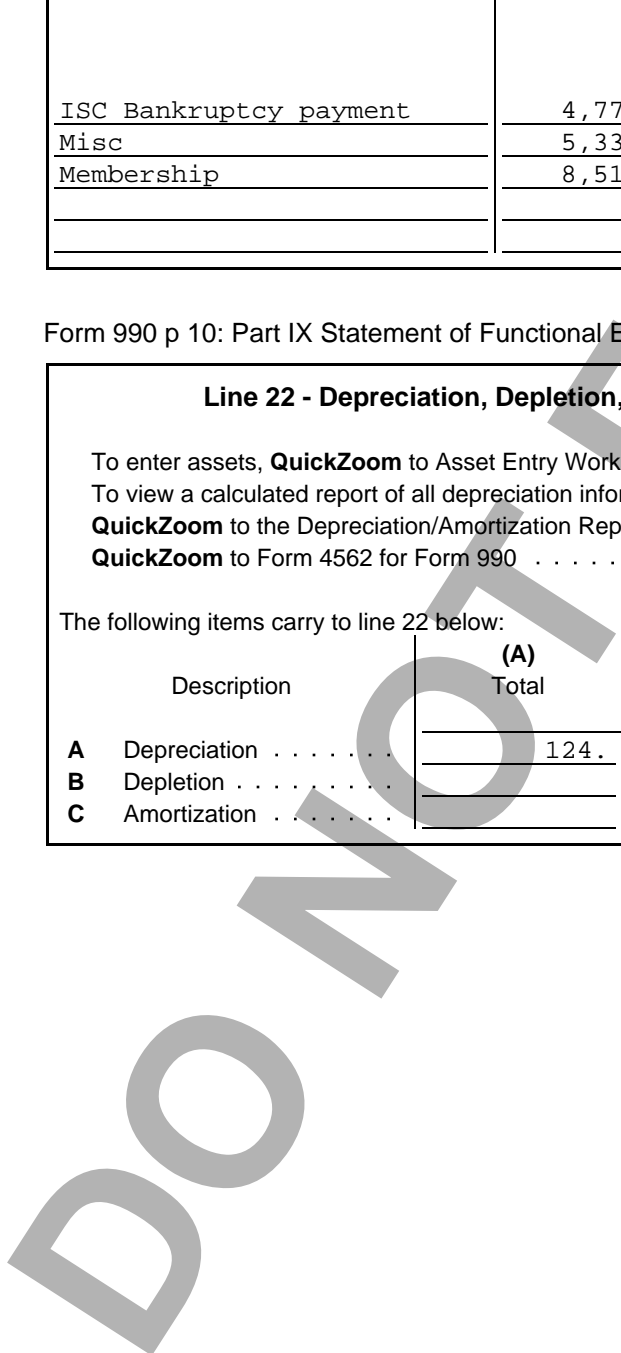 ISC Bankruptcy payment 4,77
Misc 5,33
Membership 8,51
Form 990 p 10: Part IX Statement of Functional E
Line 22 - Depreciation, Depletion,
To enter assets, QuickZoom to Asset Entry Work
To view a calculated report of all depreciation infor
QuickZoom to the Depreciation/Amortization Rep
QuickZoom to Form 4562 for Form 990 . . . . .
The following items carry to line 22 below:
(A)
Description Total
A Depreciation . . . . . . . 124.
B Depletion . . . . . . . . . .
C Amortization . . . . . . .
DO NOT F